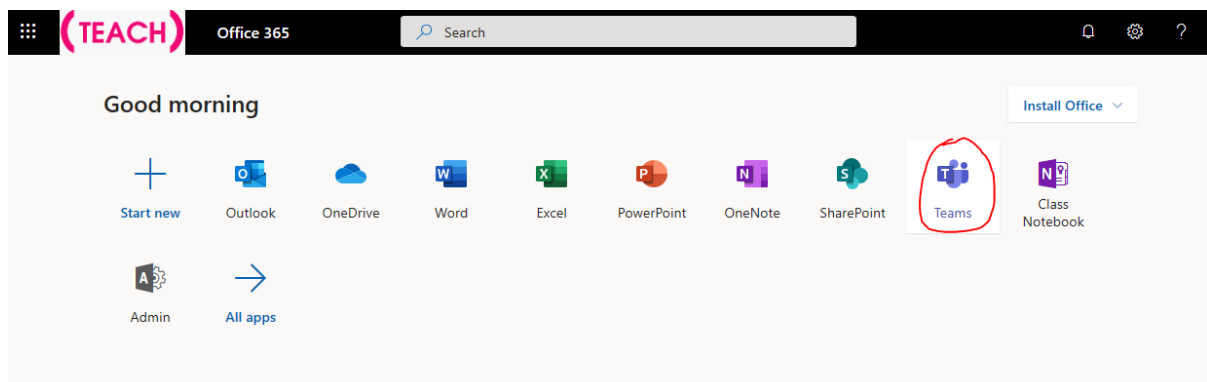 (TEACH) Office 365 Search ?
Good morning
Install Office
Start new Outlook OneDrive Word Excel PowerPoint OneNote SharePoint Teams Class Notebook
Admin All apps